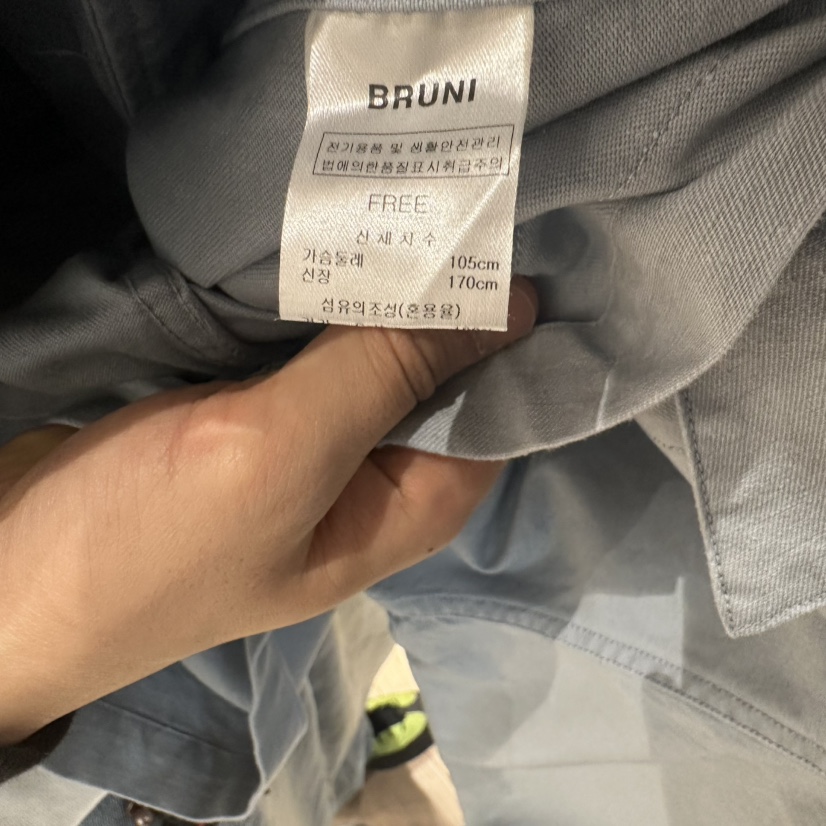 BRUNI
전기용품 및 생활안전관리
법에의한품질표시취급주의
FREE
신체치수
가슴둘레 105cm
신장 170cm
섬유의조성(혼용율)